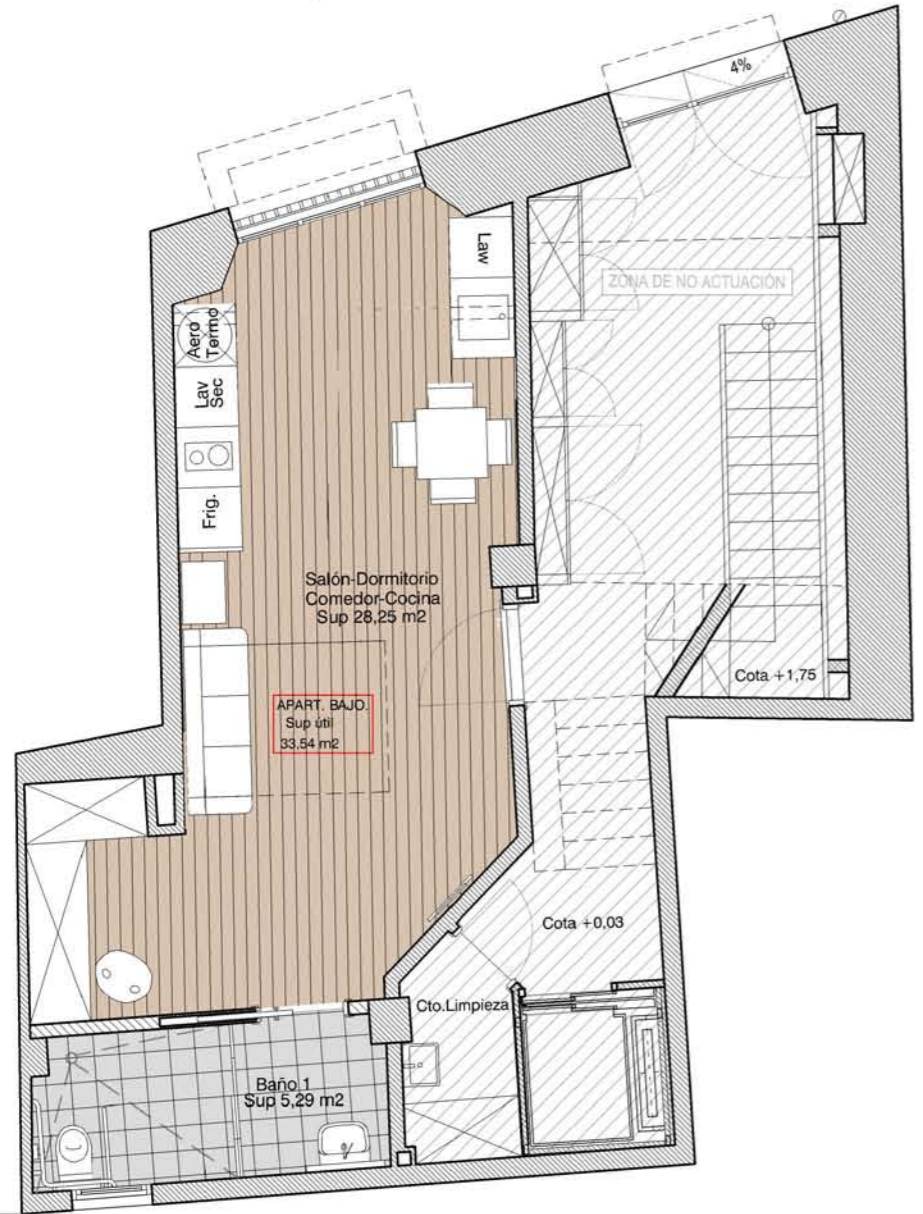 4%
Law
ZONA DE NO ACTUACIÓN
Aero
Termo
Lav
Sec
Frig.
Salón-Dormitorio
Comedor-Cocina
Sup 28,25 m2
Cota +1,75
APART. BAJO.
Sup útil
33,54 m2
Cota +0,03
Cto.Limpieza
Baño 1
Sup 5,29 m2